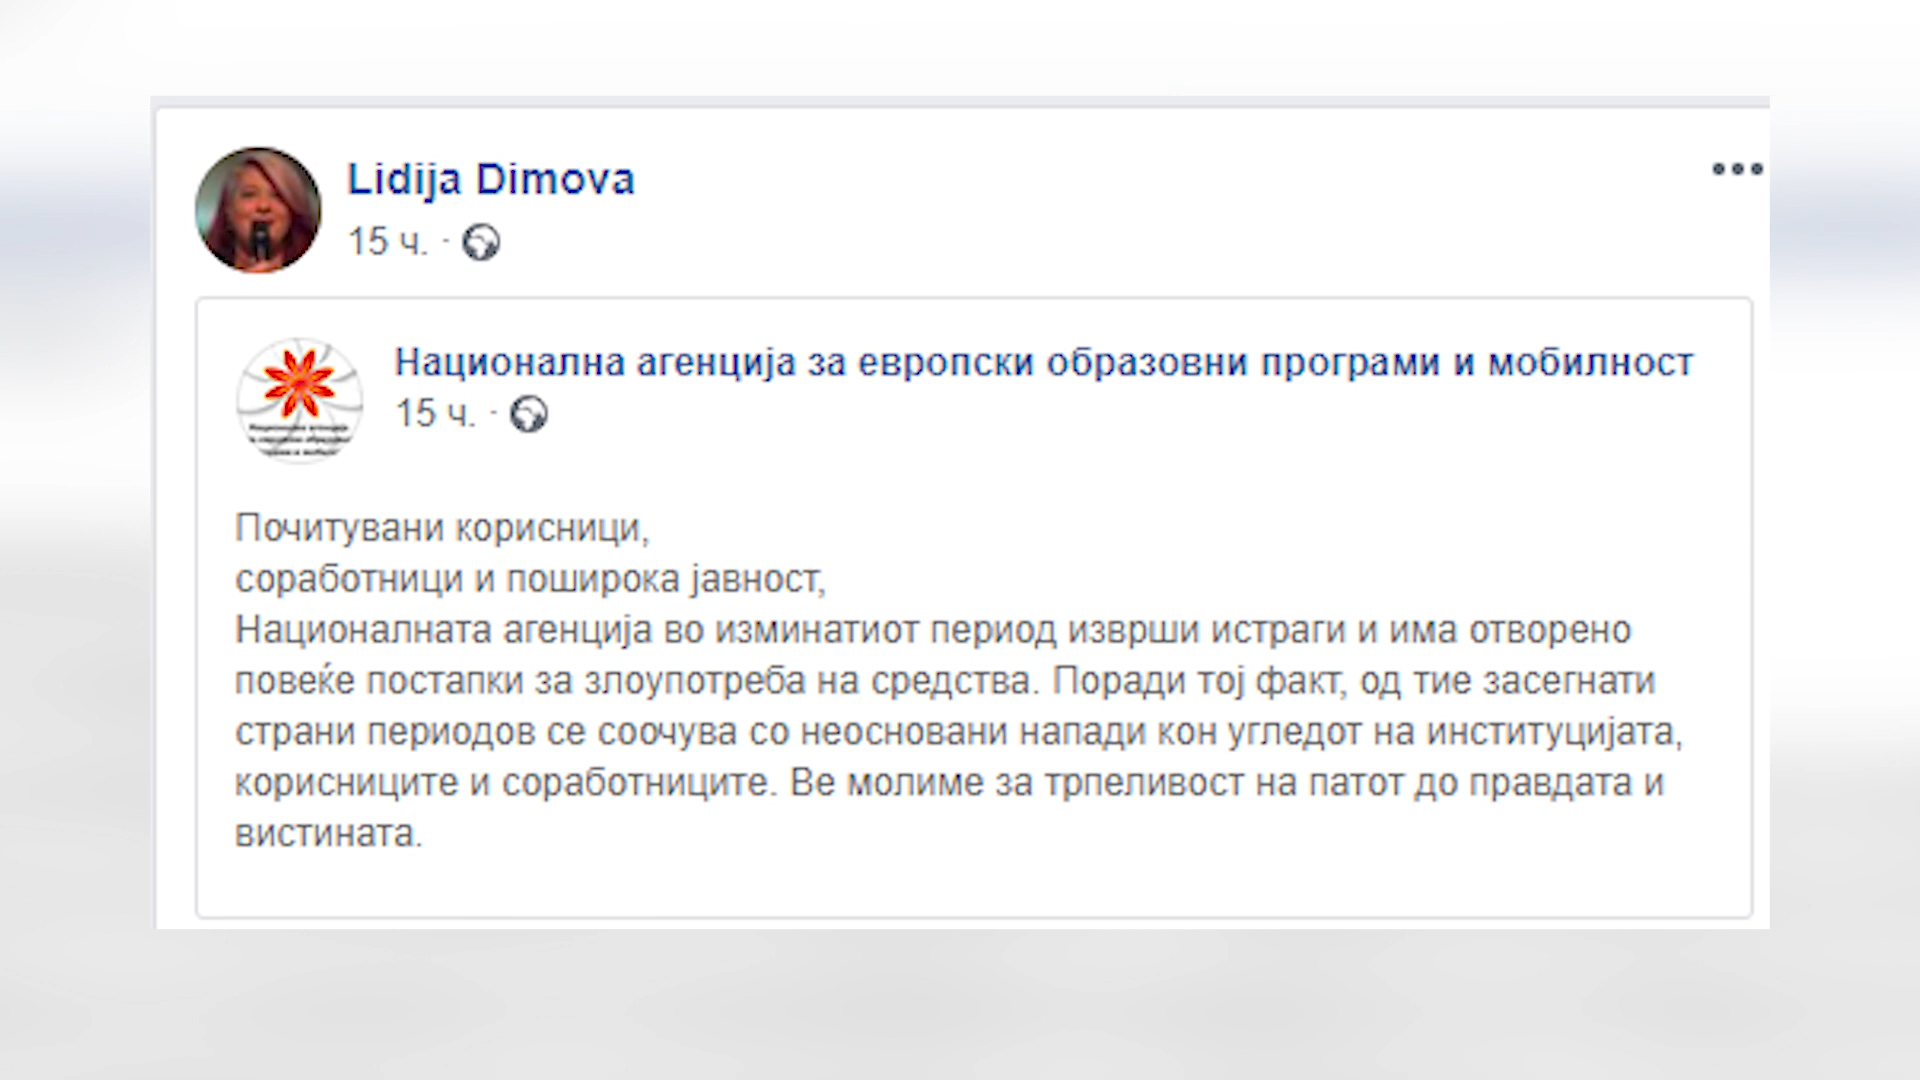 Lidija Dimova
15 ч. ·
Национална агенција за европски образовни програми и мобилност
15 ч. ·
Почитувани корисници,
соработници и поширока јавност,
Националната агенција во изминатиот период изврши истраги и има отворено
повеќе постапки за злоупотреба на средства. Поради тој факт, од тие засегнати
страни периодов се соочува со неосновани напади кон угледот на институцијата,
корисниците и соработниците. Ве молиме за трпеливост на патот до правдата и
вистината.